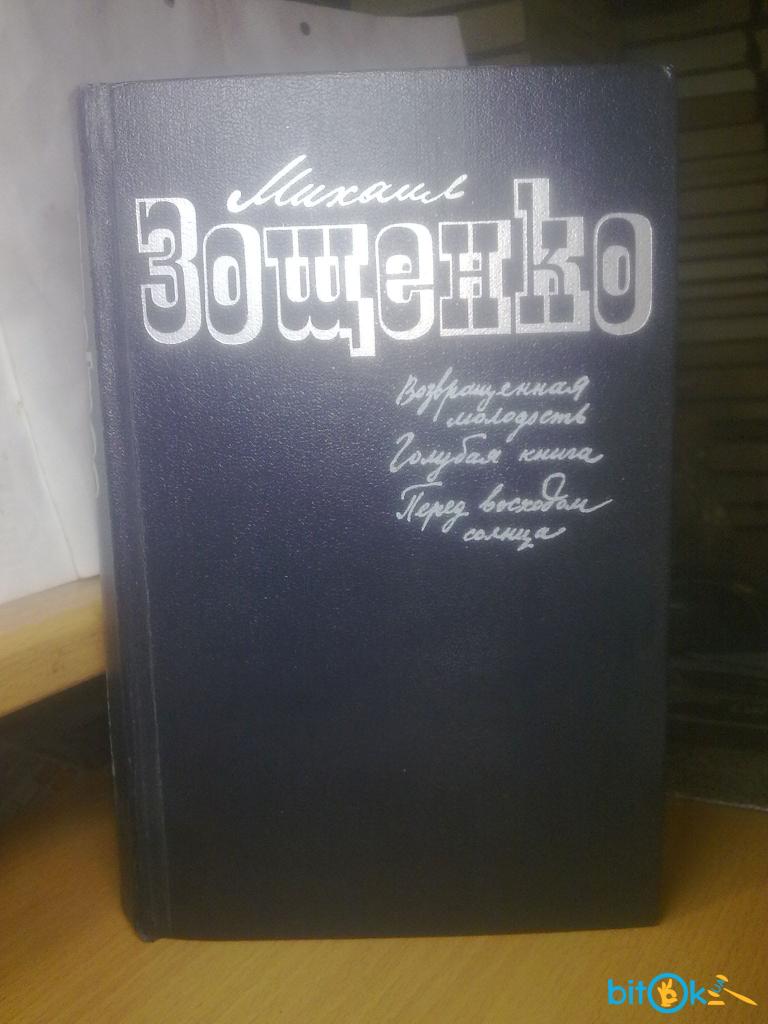 Михаил
Зощенко
Возвращенная
молодость
Голубая книга
Перед восходом
солнца
bitOk